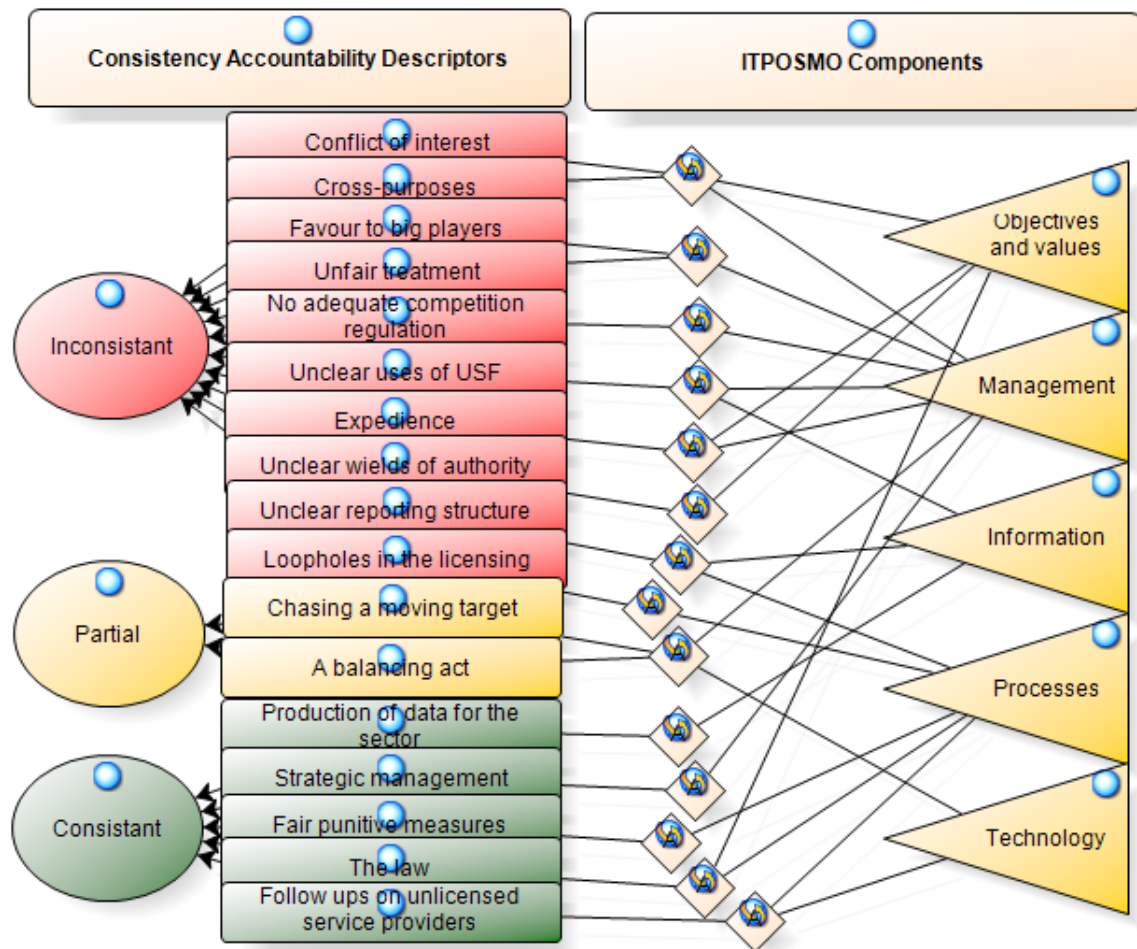 Consistency Accountability Descriptors
ITPOSMO Components
Conflict of interest
Cross-purposes
Favour to big players
Unfair treatment
No adequate competition
regulation
Unclear uses of USF
Expedience
Unclear wields of authority
Unclear reporting structure
Loopholes in the licensing
Chasing a moving target
A balancing act
Production of data for the
sector
Strategic management
Fair punitive measures
The law
Follow ups on unlicensed
service providers
Inconsistant
Partial
Consistant
Objectives
and values
Management
Information
Processes
Technology